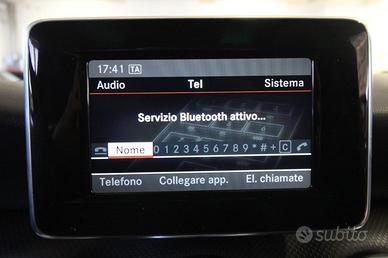 17:41 TA
Audio Tel Sistema
Servizio Bluetooth attivo...
Nome 0 1 2 3 4 5 6 7 8 9 * # + C
Telefono Collegare app. El. chiamate
subito